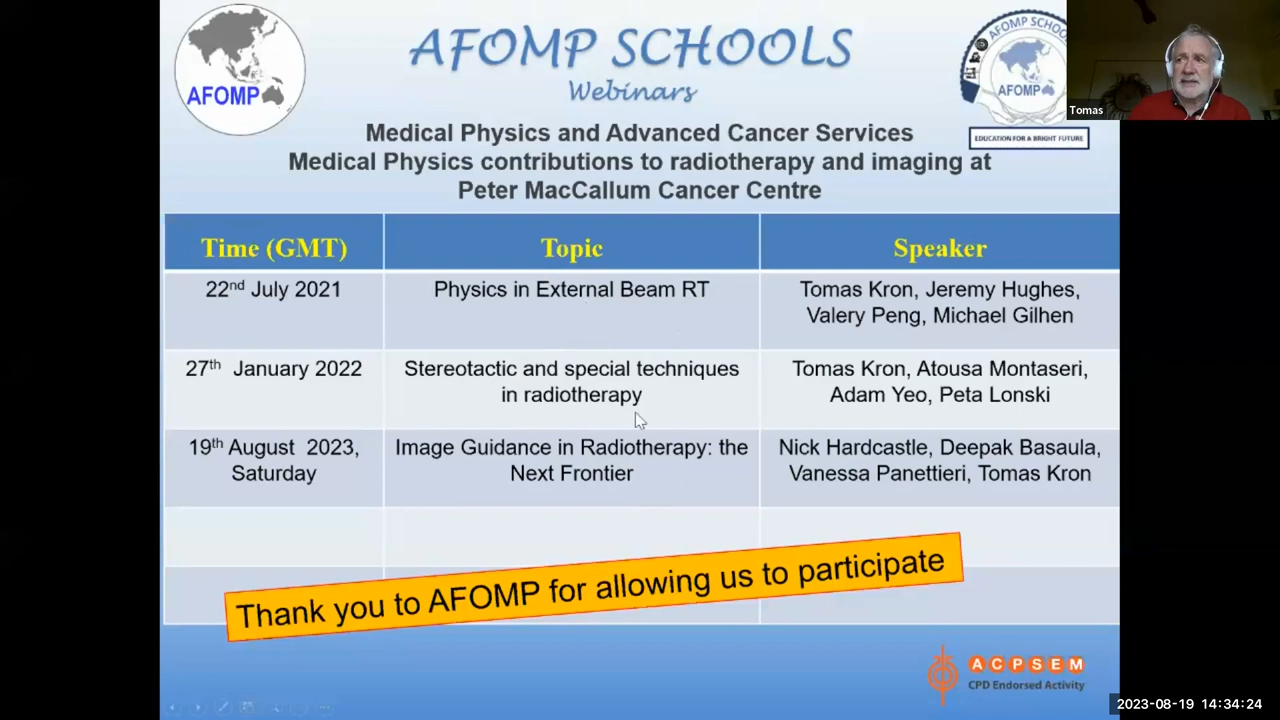 AFOMP
AFOMP SCHOOLS
Webinars
AFOMP SCHOOL
AFOMP
EDUCATION FOR A BRIGHT FUTURE
Tomas
Medical Physics and Advanced Cancer Services
Medical Physics contributions to radiotherapy and imaging at
Peter MacCallum Cancer Centre
Time (GMT)
Topic
Speaker
22nd July 2021
Physics in External Beam RT
Tomas Kron, Jeremy Hughes,
Valery Peng, Michael Gilhen
27th January 2022
Stereotactic and special techniques
in radiotherapy
Tomas Kron, Atousa Montaseri,
Adam Yeo, Peta Lonski
19th August 2023,
Saturday
Image Guidance in Radiotherapy: the
Next Frontier
Nick Hardcastle, Deepak Basaula,
Vanessa Panettieri, Tomas Kron
Thank you to AFOMP for allowing us to participate
ACPSEM
CPD Endorsed Activity
2023-08-19 14:34:24